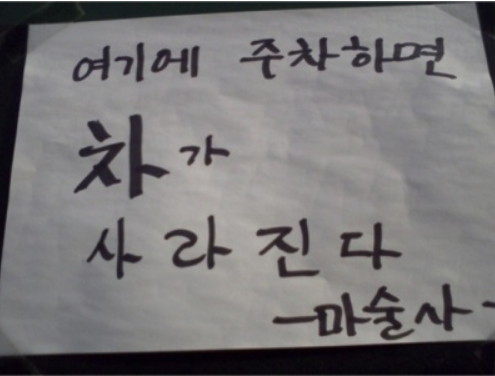 여기에 주차하면
차가
사라진다
-마술사-